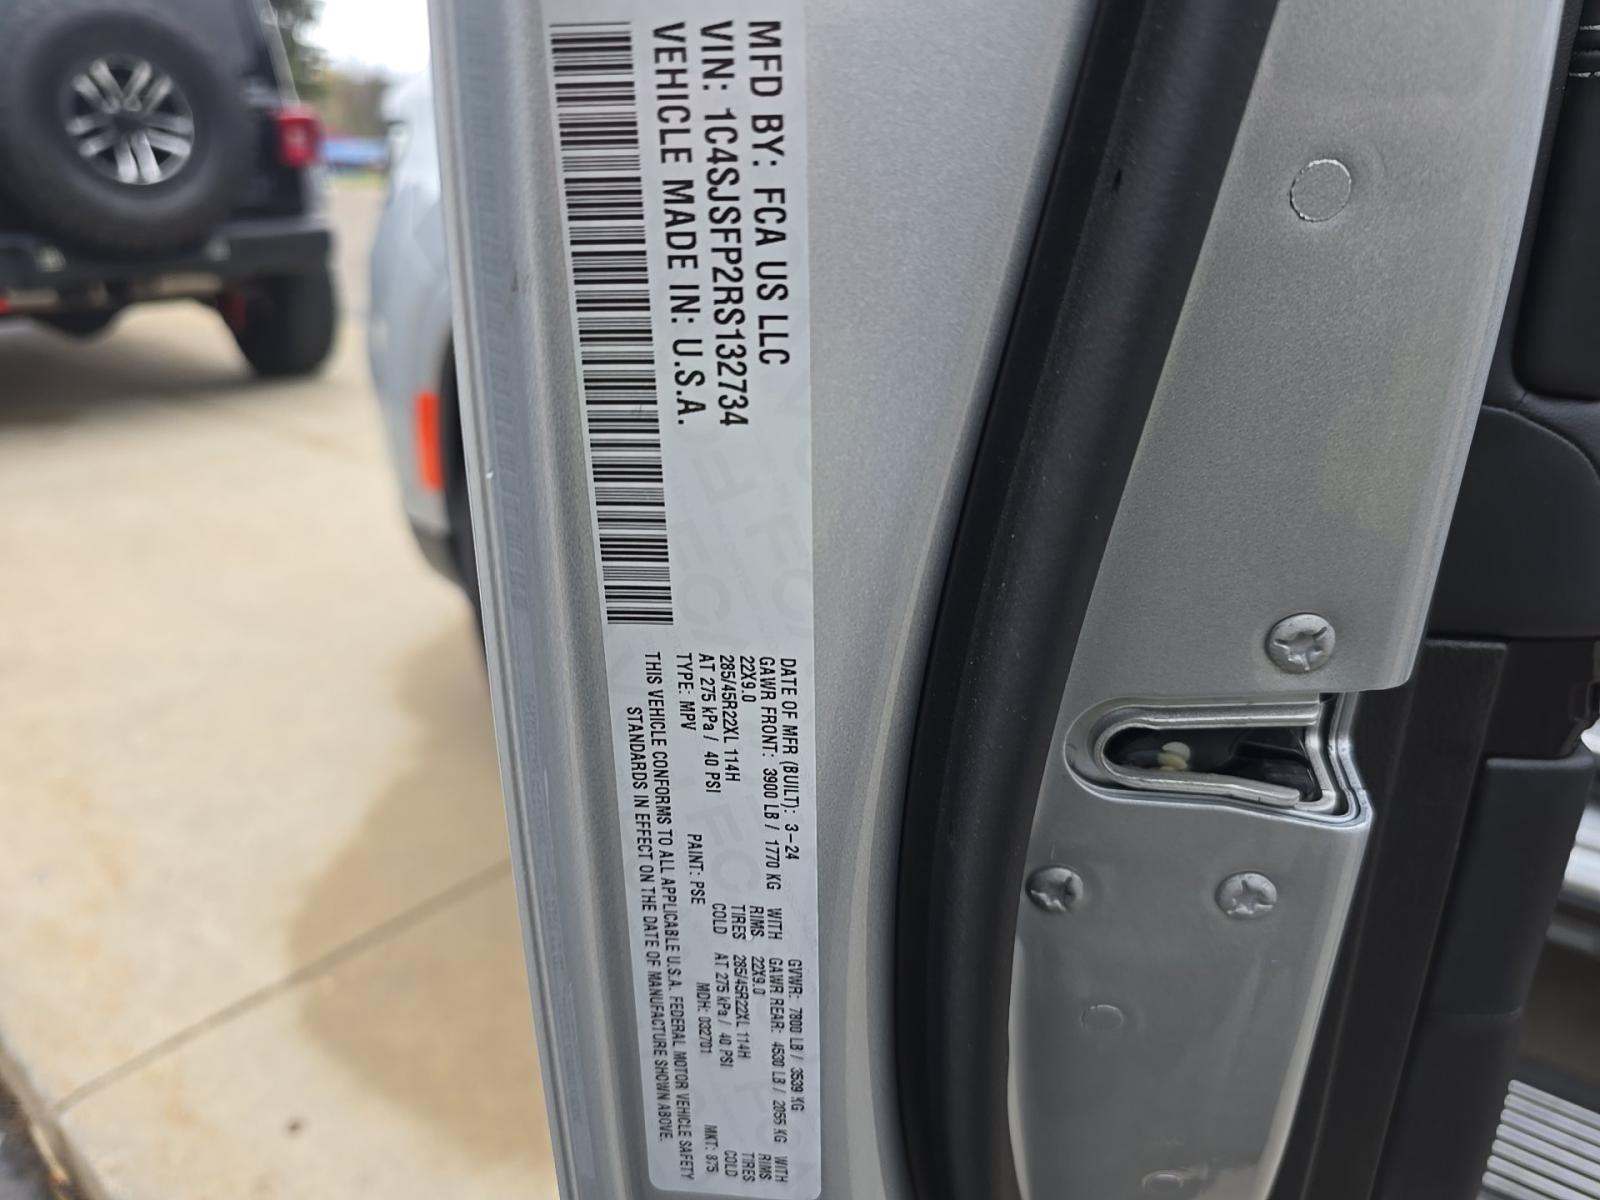 MFD BY: FCA US LLC
VIN: 1C4SJSFP2RS132734
VEHICLE MADE IN: U.S.A.
DATE OF MFR (BUILT): 3-24 GVWR: 7800 LB / 3539 KG
GAWR FRONT: 3900 LB / 1770 KG WITH GAWR REAR: 4530 LB / 2055 KG WITH
22X9.0 RIMS 22X9.0 RIMS
285/45R22XL 114H TIRES 285/45R22XL 114H TIRES
AT 275 kPa / 40 PSI COLD AT 275 kPa / 40 PSI COLD
TYPE: MPV PAINT: PSE MDH: 032701 MKT: 875
THIS VEHICLE CONFORMS TO ALL APPLICABLE U.S.A. FEDERAL MOTOR VEHICLE SAFETY
STANDARDS IN EFFECT ON THE DATE OF MANUFACTURE SHOWN ABOVE.